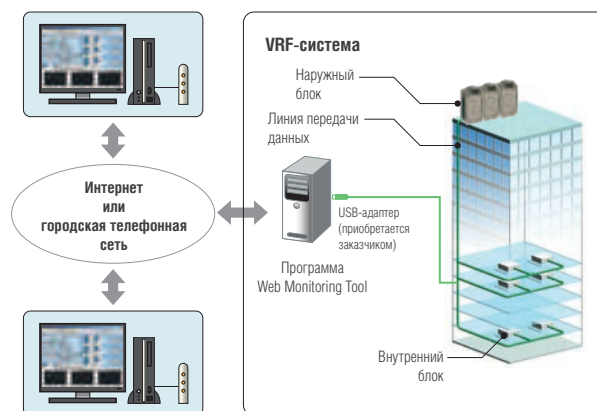 VRF-система
Наружный
блок
Линия передачи
данных
Интернет
или
городская телефонная
сеть
USB-адаптер
(приобретается
заказчиком)
Программа
Web Monitoring Tool
Внутренний
блок